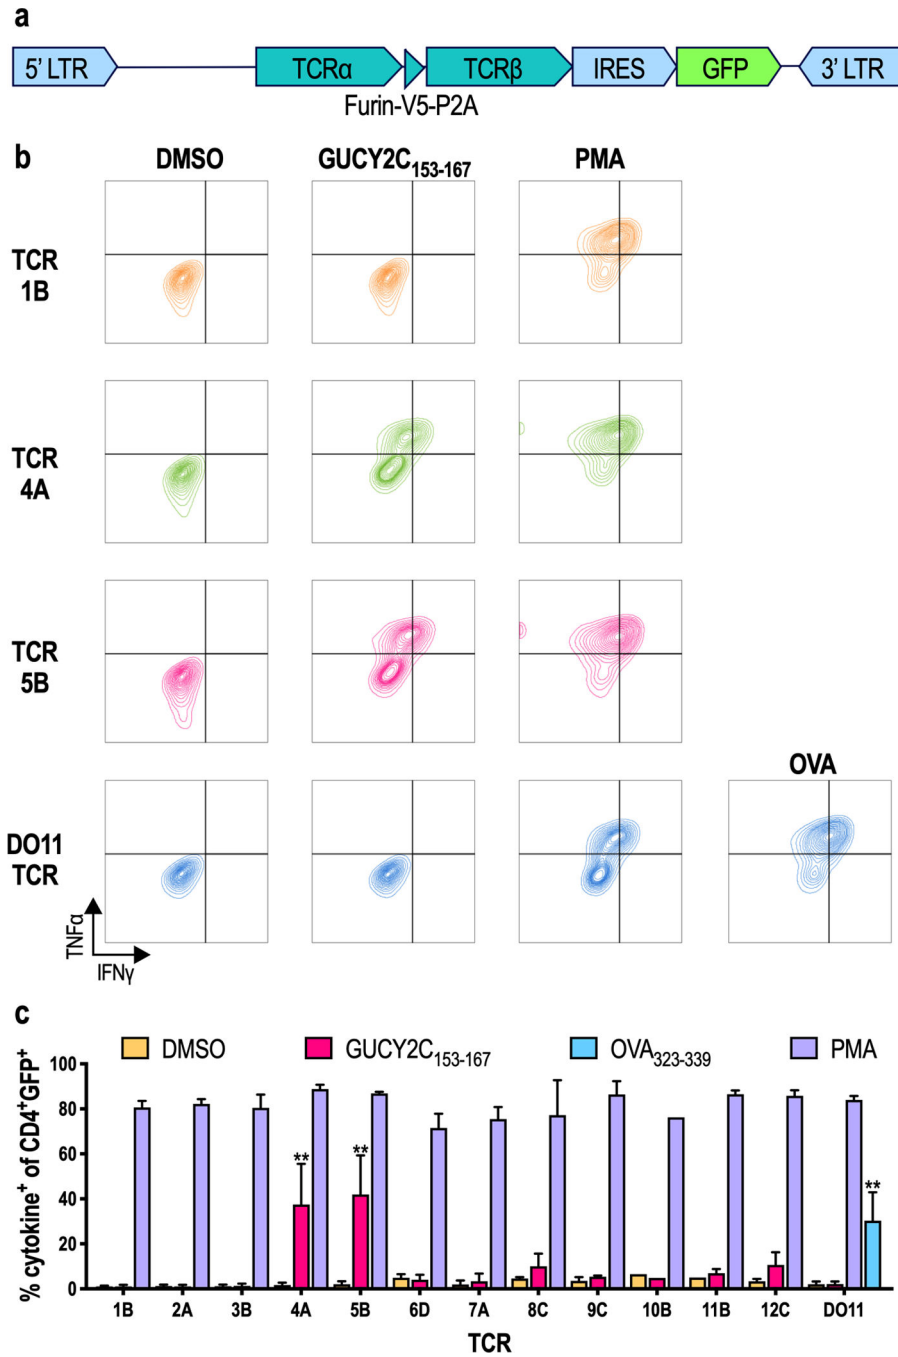 a
5' LTR TCRα TCRβ IRES GFP 3' LTR
Furin-V5-P2A
b
DMSO GUCY2C153-167 PMA
TCR
1B
TCR
4A
TCR
5B
OVA
DO11
TCR
TNFα
IFNγ
c
DMSO GUCY2C153-167 OVA323-339 PMA
% cytokine+ of CD4+GFP+
100
80
60
40
20
0
** ** **
1B 2A 3B 4A 5B 6D 7A 8C 9C 10B 11B 12C DO11
TCR